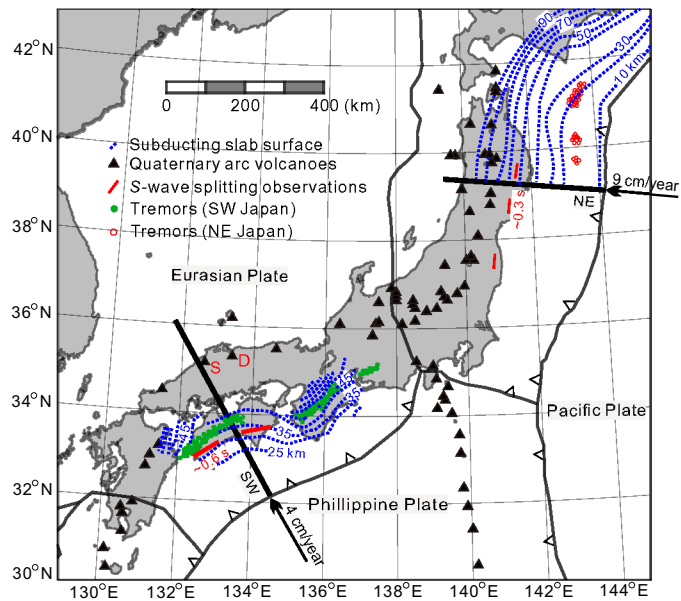 42°N
40°N
38°N
36°N
34°N
32°N
30°N
130°E
132°E
134°E
136°E
138°E
140°E
142°E
144°E
0
200
400 (km)
Subducting slab surface
Quaternary arc volcanoes
S-wave splitting observations
Tremors (SW Japan)
Tremors (NE Japan)
90
70
50
30
10 km
9 cm/year
NE
~0.3 s
Eurasian Plate
S
D
45
65
35
25 km
~0.6 s
SW
4 cm/year
Pacific Plate
Phillippine Plate